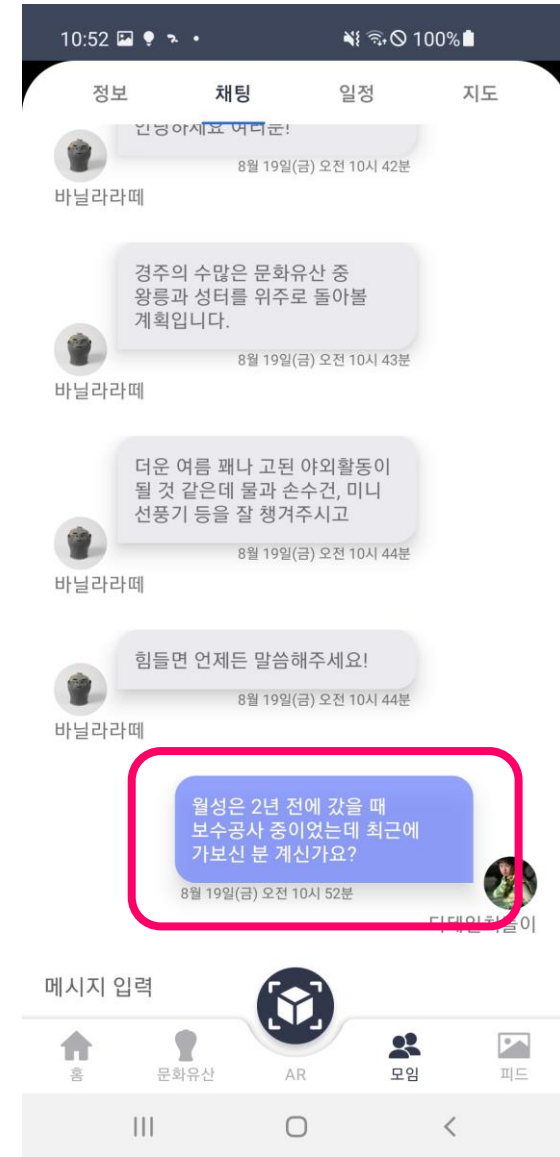 10:52
100%
정보 채팅 일정 지도
안녕하세요 여러분!
8월 19일(금) 오전 10시 42분
바닐라라떼
경주의 수많은 문화유산 중
왕릉과 성터를 위주로 돌아볼
계획입니다.
8월 19일(금) 오전 10시 43분
바닐라라떼
더운 여름 꽤나 고된 야외활동이
될 것 같은데 물과 손수건, 미니
선풍기 등을 잘 챙겨주시고
8월 19일(금) 오전 10시 44분
바닐라라떼
힘들면 언제든 말씀해주세요!
8월 19일(금) 오전 10시 44분
바닐라라떼
월성은 2년 전에 갔을 때
보수공사 중이었는데 최근에
가보신 분 계신가요?
8월 19일(금) 오전 10시 52분
메시지 입력
홈 문화유산 AR 모임 피드